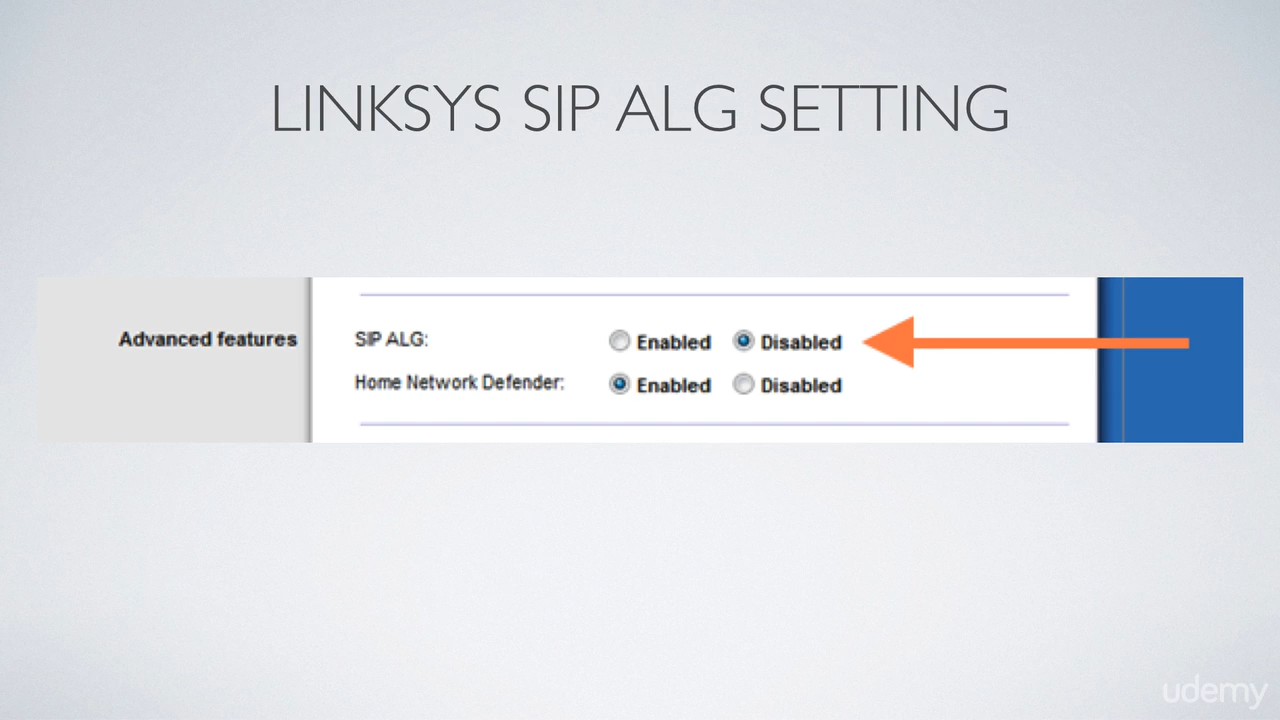 LINKSYS SIP ALG SETTING
Advanced features
SIP ALG: Enabled Disabled
Home Network Defender: Enabled Disabled
udemy